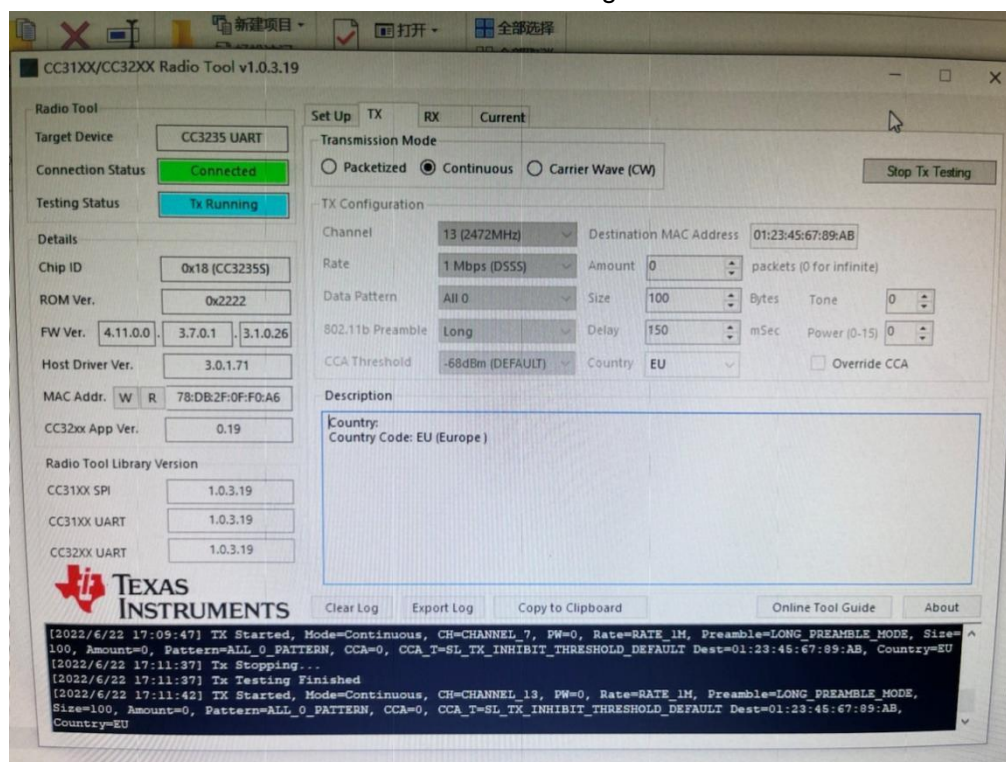 新建项目
打开
全部选择
CC31XX/CC32XX Radio Tool v1.0.3.19
Radio Tool
Target Device CC3235 UART
Connection Status Connected
Testing Status Tx Running
Details
Chip ID 0x18 (CC3235S)
ROM Ver. 0x2222
FW Ver. 4.11.0.0 . 3.7.0.1 . 3.1.0.26
Host Driver Ver. 3.0.1.71
MAC Addr. W R 78:DB:2F:0F:F0:A6
CC32xx App Ver. 0.19
Radio Tool Library Version
CC31XX SPI 1.0.3.19
CC31XX UART 1.0.3.19
CC32XX UART 1.0.3.19
TEXAS
INSTRUMENTS
Set Up TX RX Current
Transmission Mode
Packetized Continuous Carrier Wave (CW)
Stop Tx Testing
TX Configuration
Channel 13 (2472MHz) Destination MAC Address 01:23:45:67:89:AB
Rate 1 Mbps (DSSS) Amount 0 packets (0 for infinite)
Data Pattern All 0 Size 100 Bytes Tone 0
802.11b Preamble Long Delay 150 mSec Power (0-15) 0
CCA Threshold -68dBm (DEFAULT) Country EU Override CCA
Description
Country:
Country Code: EU (Europe )
Clear Log Export Log Copy to Clipboard Online Tool Guide About
[2022/6/22 17:09:47] TX Started, Mode=Continuous, CH=CHANNEL_7, PW=0, Rate=RATE_1M, Preamble=LONG_PREAMBLE_MODE, Size=
100, Amount=0, Pattern=ALL_0_PATTERN, CCA=0, CCA_T=SL_TX_INHIBIT_THRESHOLD_DEFAULT Dest=01:23:45:67:89:AB, Country=EU
[2022/6/22 17:11:37] Tx Stopping...
[2022/6/22 17:11:37] Tx Testing Finished
[2022/6/22 17:11:42] TX Started, Mode=Continuous, CH=CHANNEL_13, PW=0, Rate=RATE_1M, Preamble=LONG_PREAMBLE_MODE,
Size=100, Amount=0, Pattern=ALL_0_PATTERN, CCA=0, CCA_T=SL_TX_INHIBIT_THRESHOLD_DEFAULT Dest=01:23:45:67:89:AB,
Country=EU